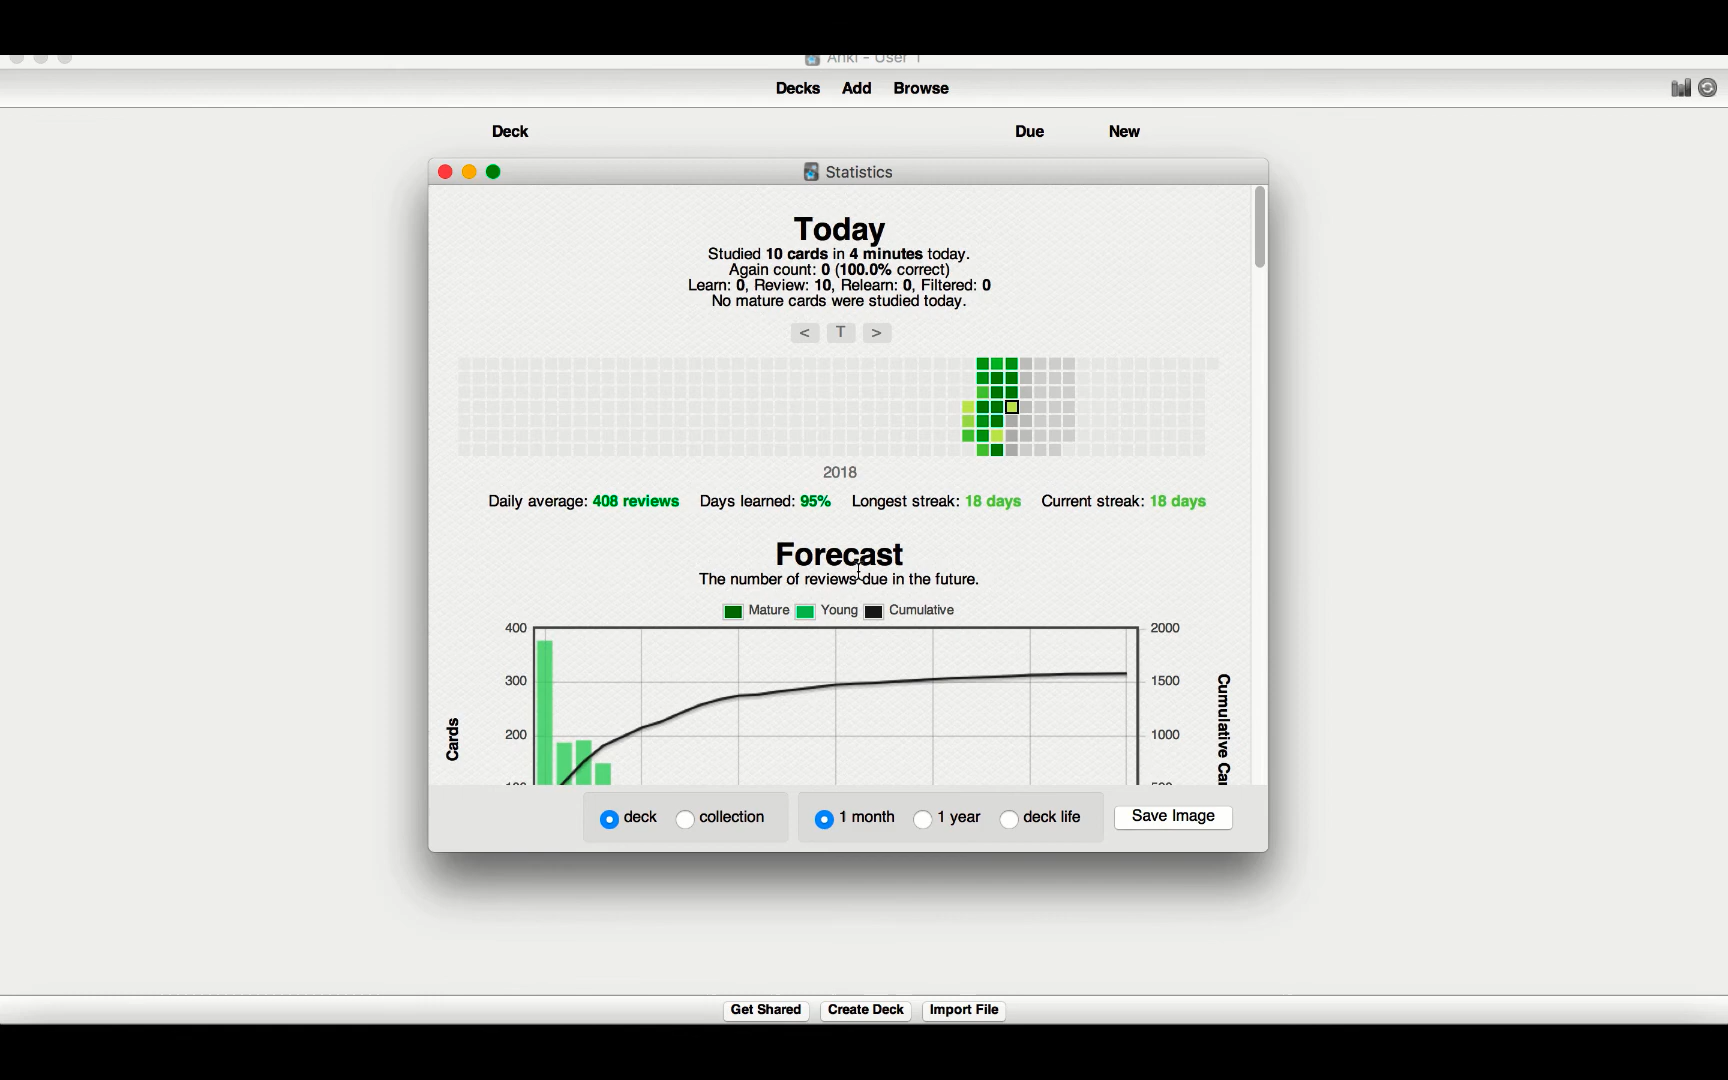 Anki - User 1
Decks Add Browse
Deck Due New
Statistics
Today
Studied 10 cards in 4 minutes today.
Again count: 0 (100.0% correct)
Learn: 0, Review: 10, Relearn: 0, Filtered: 0
No mature cards were studied today.
< T >
2018
Daily average: 408 reviews Days learned: 95% Longest streak: 18 days Current streak: 18 days
Forecast
The number of reviews due in the future.
Mature Young Cumulative
400 2000
300 1500
200 1000
Cards
deck collection 1 month 1 year deck life Save Image
Get Shared Create Deck Import File